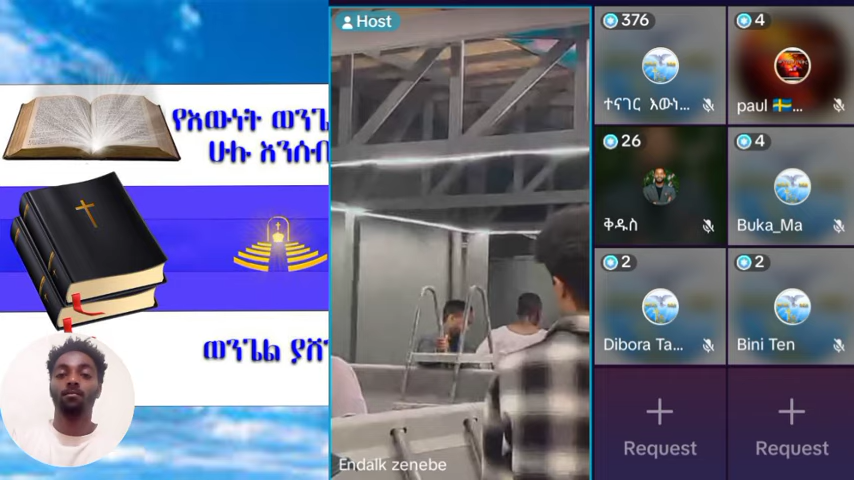 የእውነት ወንጌ
ሁሉ እንሰብ
ወንጌል ያሸ
Host
Endalk zenebe
376
ተናገር እውነ...
4
paul 🇸🇪...
26
ቅዱስ
4
Buka_Ma
2
Dibora Ta...
2
Bini Ten
+
Request
+
Request